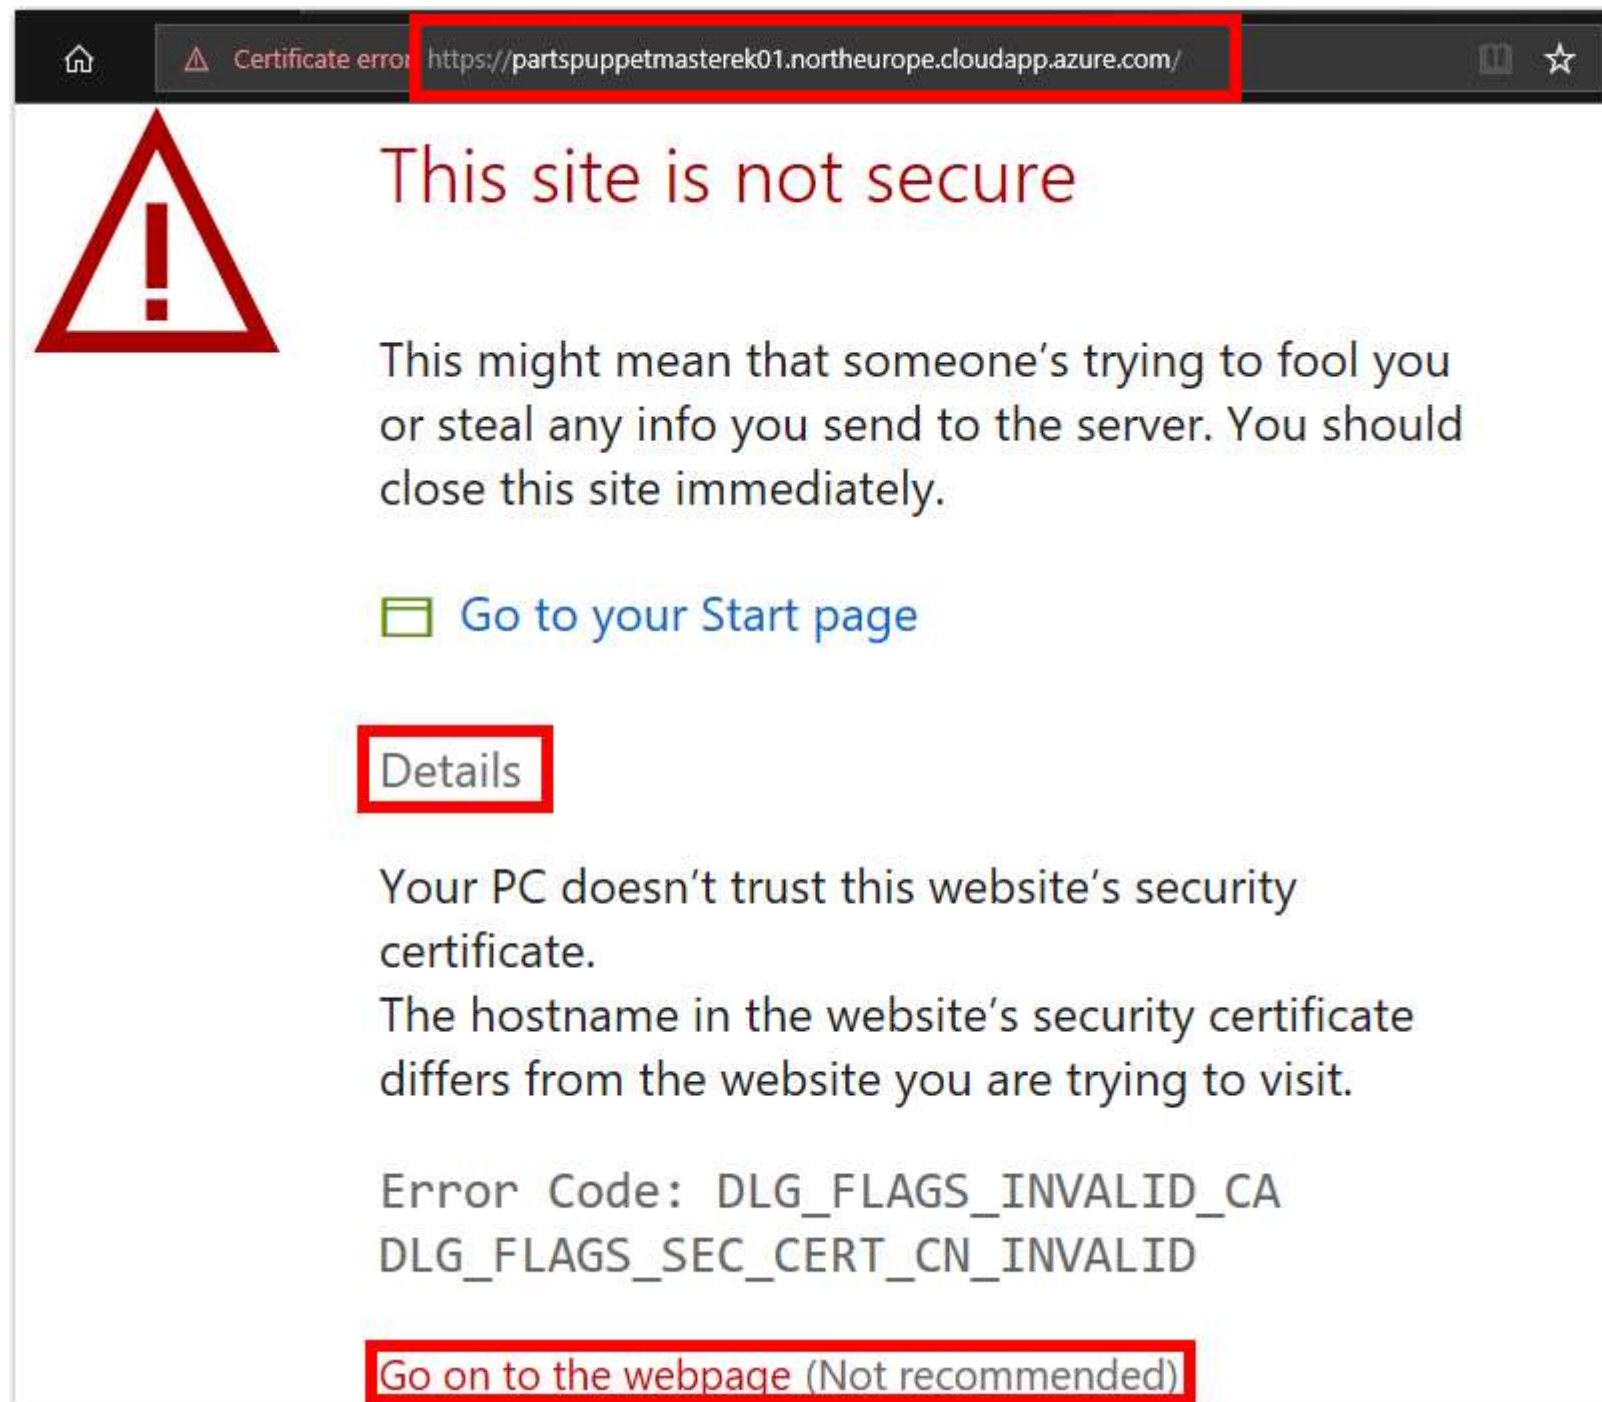 Certificate error https://partspuppetmasterek01.northeurope.cloudapp.azure.com/
This site is not secure
This might mean that someone’s trying to fool you
or steal any info you send to the server. You should
close this site immediately.
Go to your Start page
Details
Your PC doesn’t trust this website’s security
certificate.
The hostname in the website’s security certificate
differs from the website you are trying to visit.
Error Code: DLG_FLAGS_INVALID_CA
DLG_FLAGS_SEC_CERT_CN_INVALID
Go on to the webpage (Not recommended)